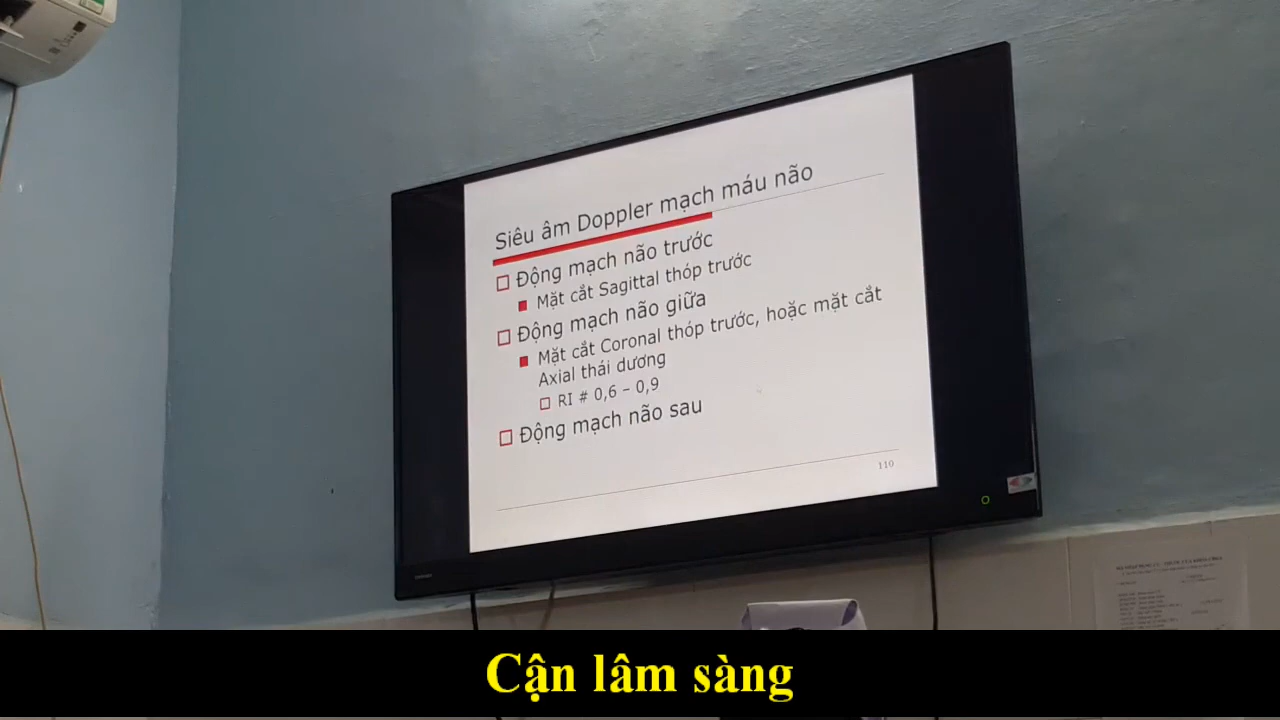 Siêu âm Doppler mạch máu não
Động mạch não trước
Mặt cắt Sagittal thóp trước
Động mạch não giữa
Mặt cắt Coronal thóp trước, hoặc mặt cắt
Axial thái dương
RI # 0,6 – 0,9
Động mạch não sau
110
Cận lâm sàng